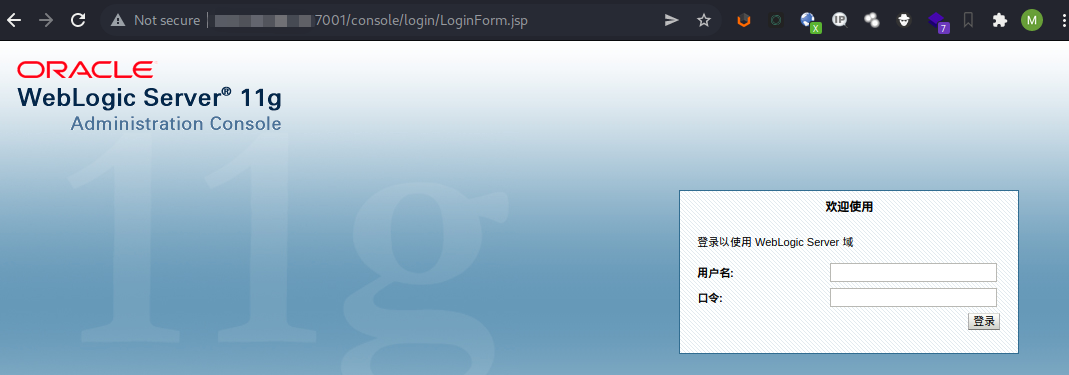 Not secure
7001/console/login/LoginForm.jsp
IP
X
7
M
ORACLE
WebLogic Server® 11g
Administration Console
11g
欢迎使用
登录以使用 WebLogic Server 域
用户名:
口令:
登录